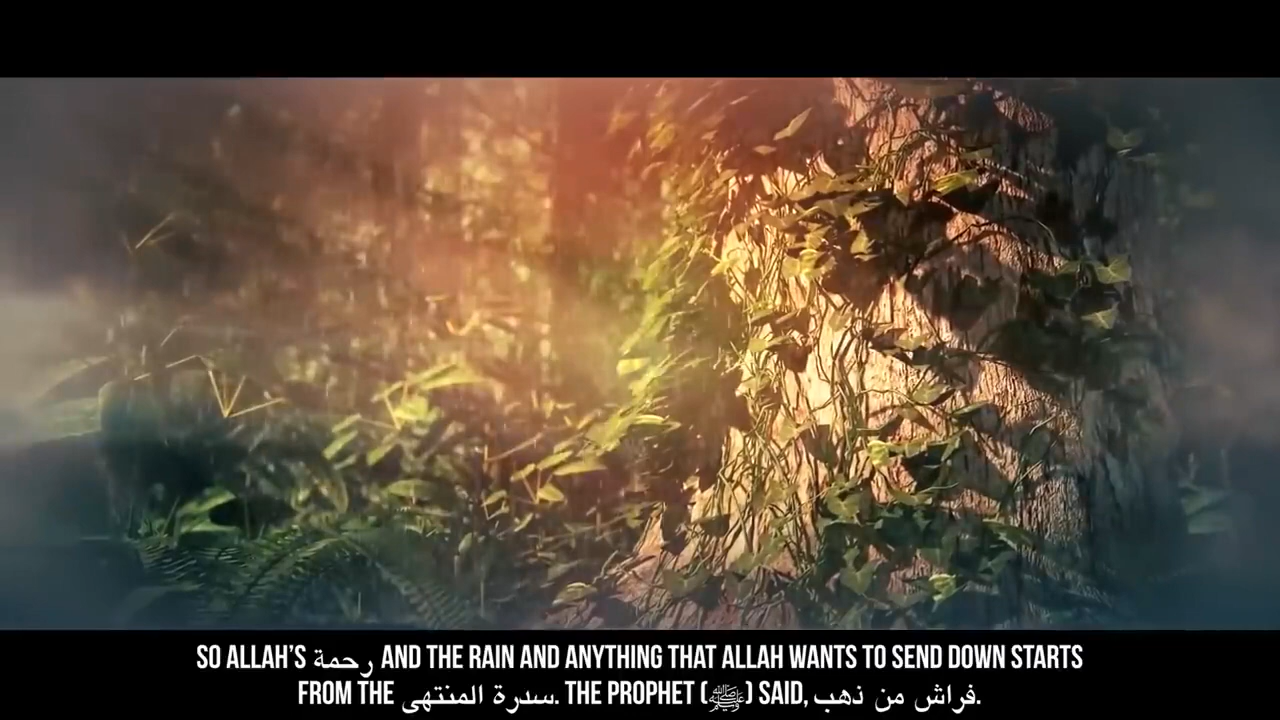 SO ALLAH'S رحمة AND THE RAIN AND ANYTHING THAT ALLAH WANTS TO SEND DOWN STARTS
FROM THE سدرة المنتهى. THE PROPHET (ﷺ) SAID, فراش من ذهب.